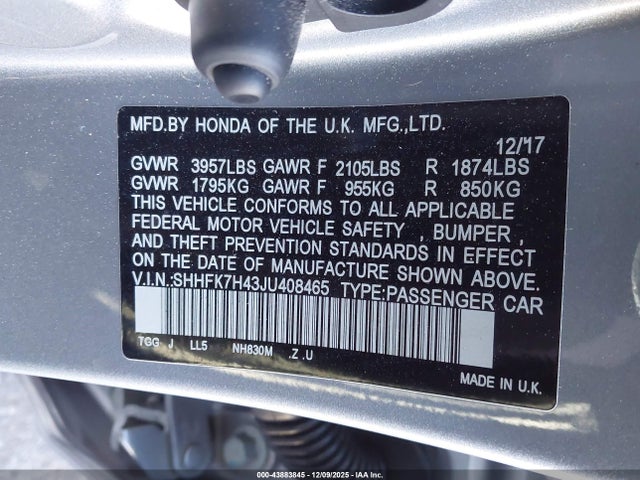 MFD.BY HONDA OF THE U.K. MFG.,LTD.
12/'17
GVWR 3957LBS GAWR F 2105LBS R 1874LBS
GVWR 1795KG GAWR F 955KG R 850KG
THIS VEHICLE CONFORMS TO ALL APPLICABLE
FEDERAL MOTOR VEHICLE SAFETY , BUMPER ,
AND THEFT PREVENTION STANDARDS IN EFFECT
ON THE DATE OF MANUFACTURE SHOWN ABOVE.
V.I.N.:SHHFK7H43JU408465 TYPE:PASSENGER CAR
TGG J LL5 NH830M .Z .U
MADE IN U.K.
000-43883845 - 12/09/2025 - IAA Inc.